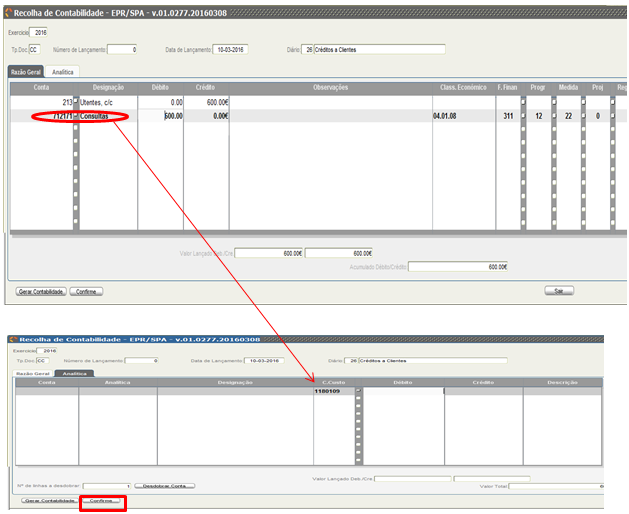 Recolha de Contabilidade - EPR/SPA - v.01.0277.20160308
Exercício 2016
Tp.Doc. CC Número de Lançamento: 0 Data de Lançamento: 10-03-2016 Diário: 26 Créditos a Clientes
Razão Geral Analítica
Conta Designação Débito Crédito Observações Class. Económico F. Finan Progr Medida Proj Reg
213 Utentes, c/c 0.00 600.00€
712171 Consultas 600.00 0.00€ 04.01.08 311 12 22 0
Valor Lançado Deb./Cre. 600.00€ 600.00€
Acumulado Débito/Crédito: 600.00€
Gerar Contabilidade Confirme Sair
Recolha de Contabilidade - EPR/SPA - v.01.0277.20160308
Exercício 2016
Tp.Doc. CC Número de Lançamento: 0 Data de Lançamento: 10-03-2016 Diário: 26 Créditos a Clientes
Razão Geral Analítica
Conta Analítica Designação C.Custo Débito Crédito Descrição
1180109
Valor Lançado Deb./Cre.
Nº de linhas a desdobrar: 1 Desdobrar Conta Valor Total: 0
Gerar Contabilidade Confirme